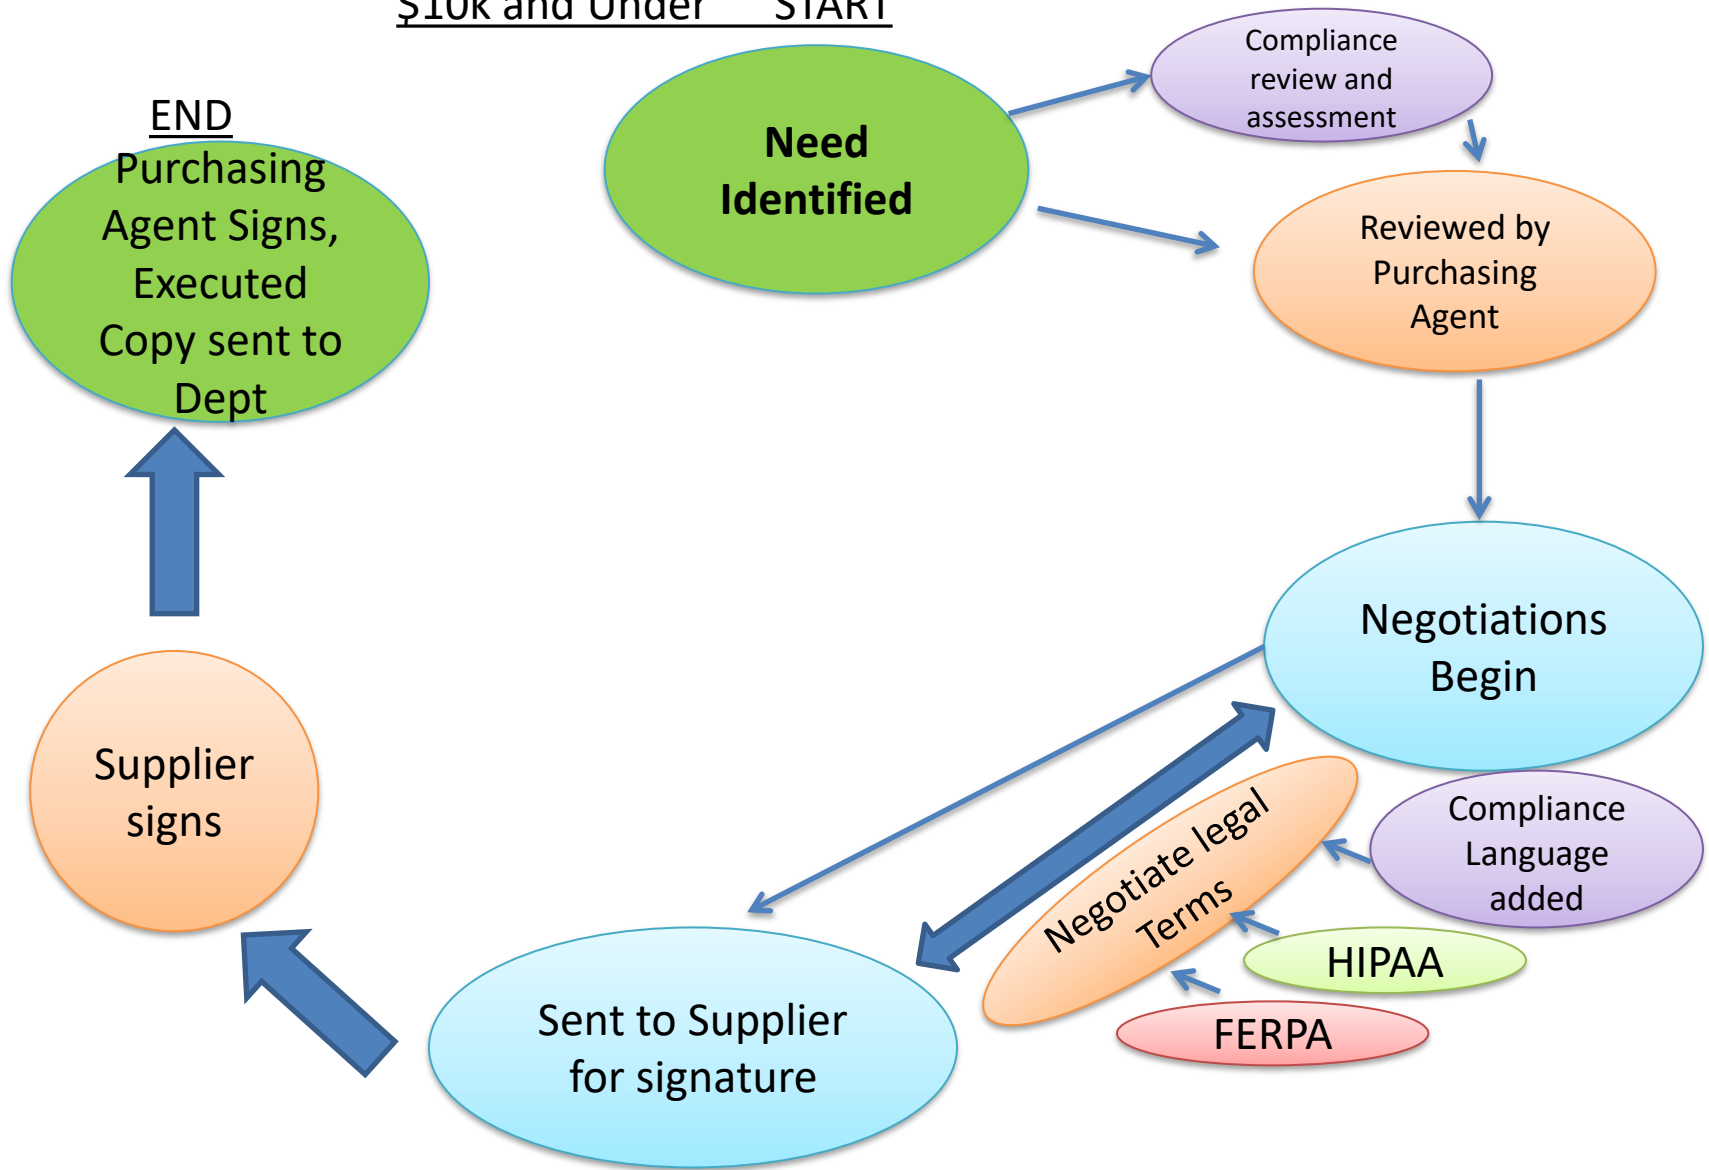 $10k and Under START
Compliance
review and
assessment
END
Need
Identified
Purchasing
Agent Signs,
Executed
Copy sent to
Dept
Reviewed by
Purchasing
Agent
Negotiations
Begin
Supplier
signs
Negotiate legal
Terms
Compliance
Language
added
HIPAA
FERPA
Sent to Supplier
for signature